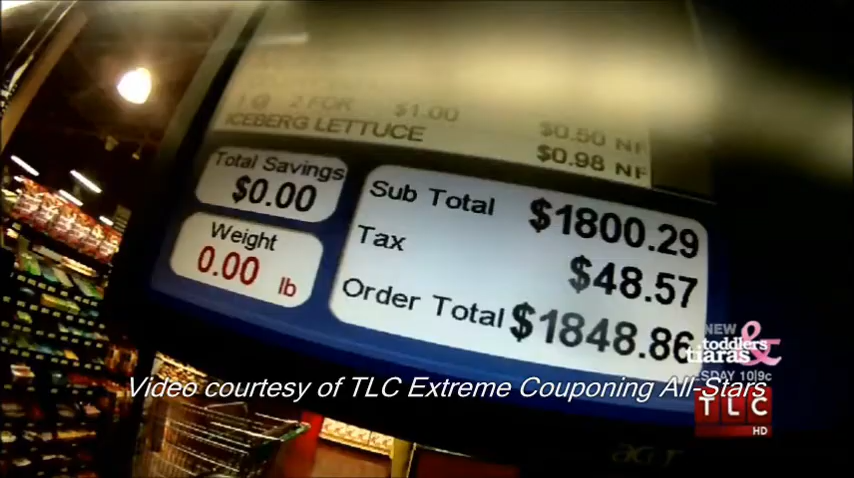 1 @ 2 FOR $1.00 $0.50 NF
ICEBERG LETTUCE $0.98 NF
Total Savings
$0.00
Weight
0.00 lb
Sub Total $1800.29
Tax $48.57
Order Total $1848.86
NEW
toddlers &
tiaras
SDAY 10|9c
Video courtesy of TLC Extreme Couponing All-Stars
TLC
HD
acer